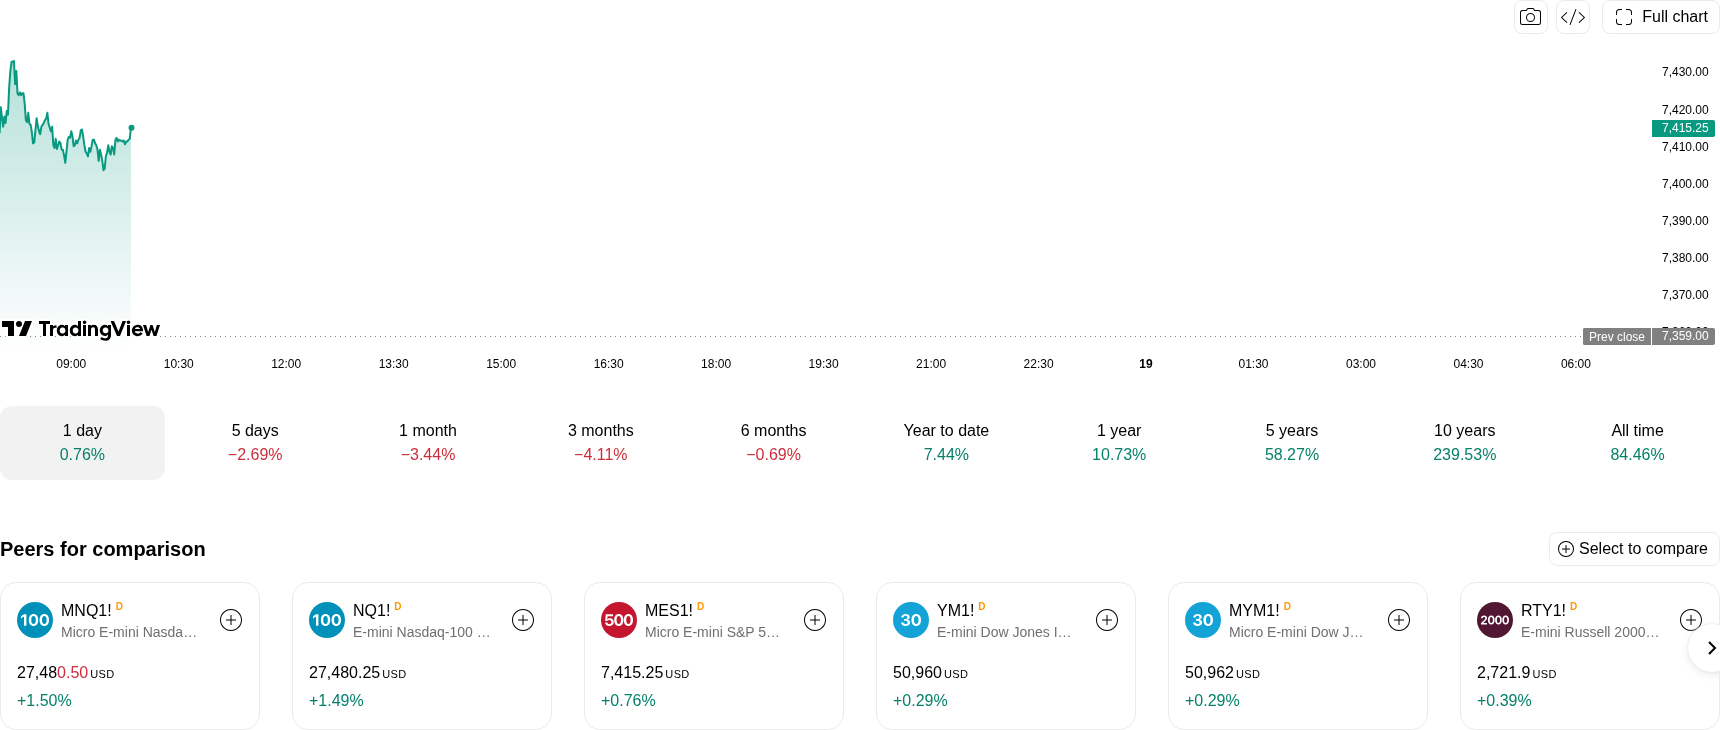 Full chart
7,430.00
7,420.00
7,415.25
7,410.00
7,400.00
7,390.00
7,380.00
7,370.00
TradingView
Prev close 7,359.00
09:00 10:30 12:00 13:30 15:00 16:30 18:00 19:30 21:00 22:30 19 01:30 03:00 04:30 06:00
1 day 5 days 1 month 3 months 6 months Year to date 1 year 5 years 10 years All time
0.76% −2.69% −3.44% −4.11% −0.69% 7.44% 10.73% 58.27% 239.53% 84.46%
Peers for comparison
Select to compare
100 MNQ1! D
Micro E-mini Nasda…
27,480.50 USD
+1.50%
100 NQ1! D
E-mini Nasdaq-100 …
27,480.25 USD
+1.49%
500 MES1! D
Micro E-mini S&P 5…
7,415.25 USD
+0.76%
30 YM1! D
E-mini Dow Jones I…
50,960 USD
+0.29%
30 MYM1! D
Micro E-mini Dow J…
50,962 USD
+0.29%
2000 RTY1! D
E-mini Russell 2000…
2,721.9 USD
+0.39%